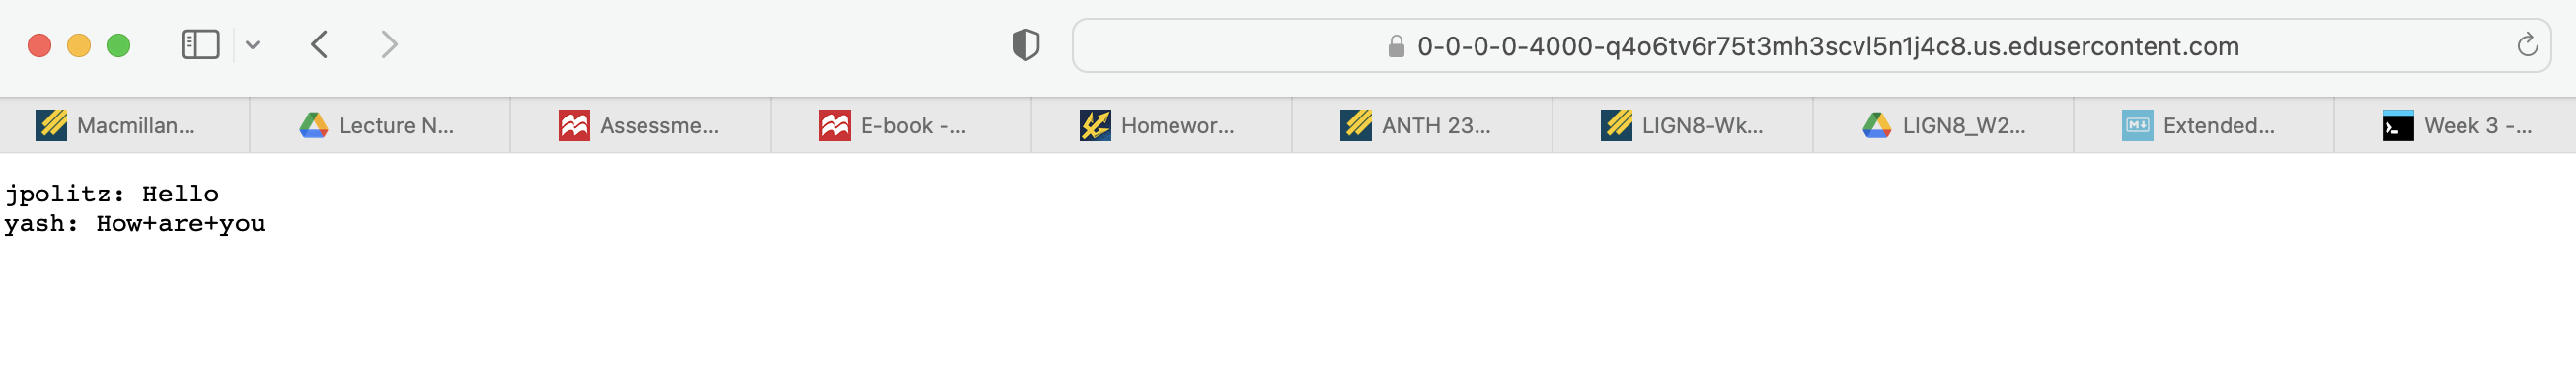 0-0-0-0-4000-q4o6tv6r75t3mh3scvl5n1j4c8.us.edusercontent.com
Macmillan... Lecture N... Assessme... E-book -... Homewor... ANTH 23... LIGN8-Wk... LIGN8_W2... Extended... Week 3 -...
jpolitz: Hello
yash: How+are+you